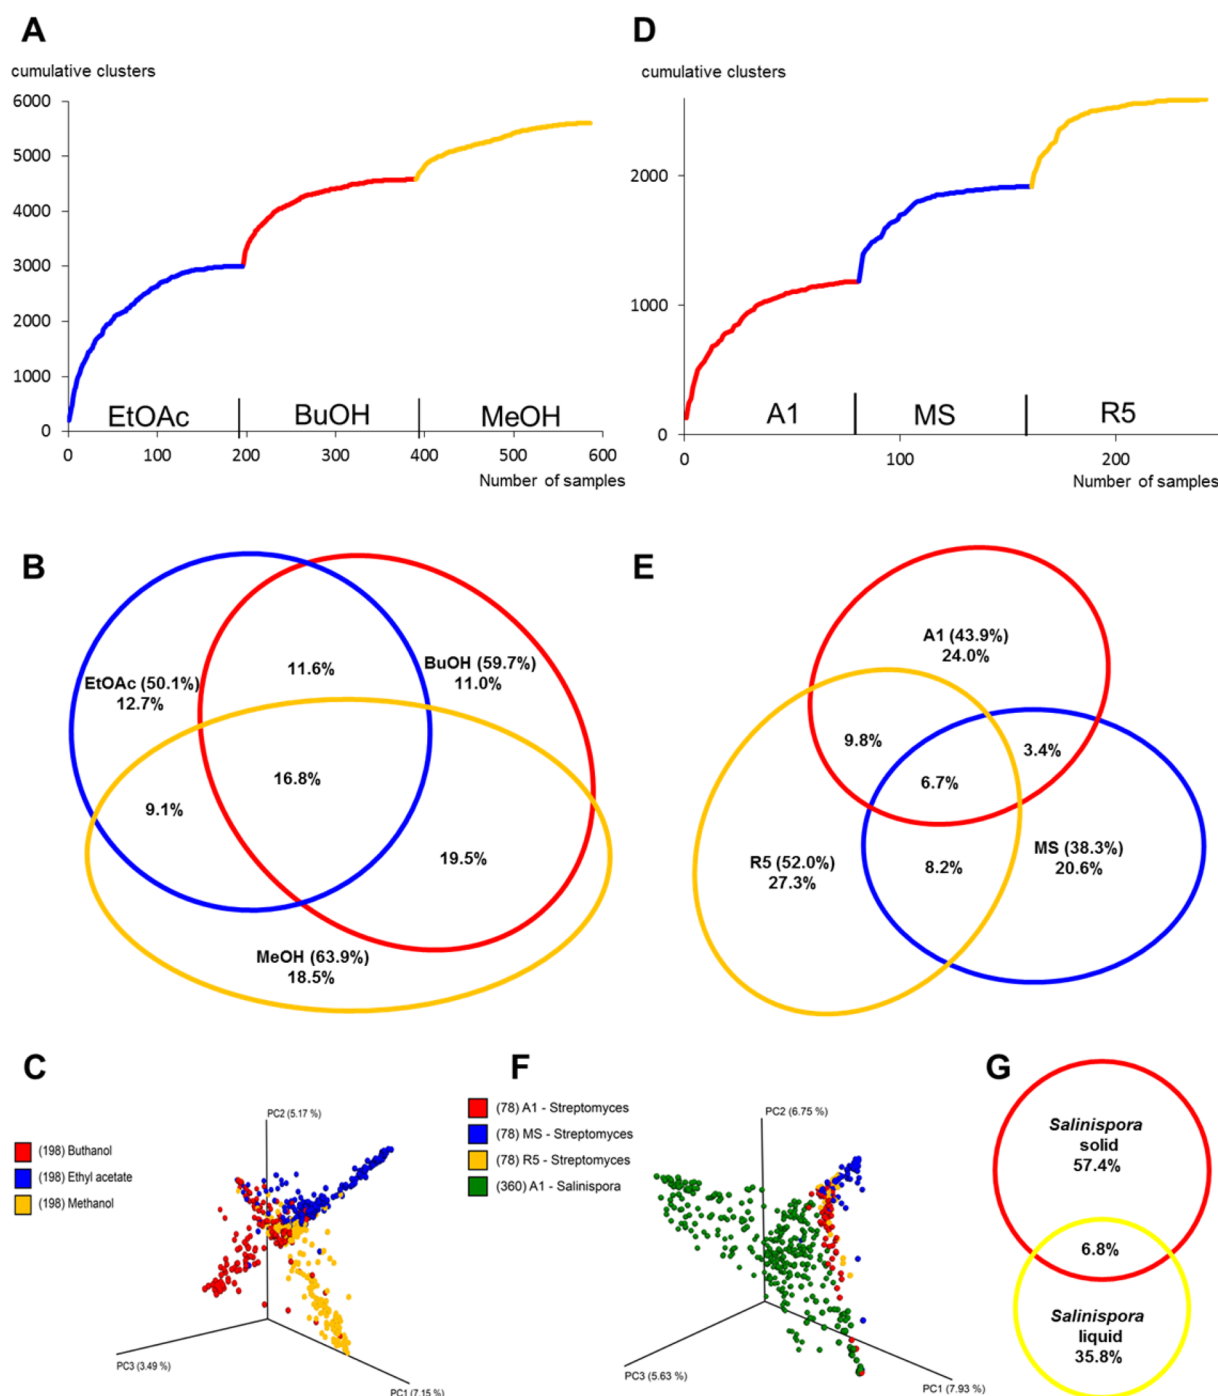 A
cumulative clusters
6000
5000
4000
3000
2000
1000
0
EtOAc
BuOH
MeOH
0 100 200 300 400 500 600
Number of samples
D
cumulative clusters
2000
1000
0
A1
MS
R5
0 100 200
Number of samples
B
EtOAc (50.1%)
12.7%
11.6%
BuOH (59.7%)
11.0%
16.8%
9.1%
19.5%
MeOH (63.9%)
18.5%
E
A1 (43.9%)
24.0%
9.8%
3.4%
6.7%
R5 (52.0%)
27.3%
8.2%
MS (38.3%)
20.6%
C
(198) Buthanol
(198) Ethyl acetate
(198) Methanol
PC2 (5.17 %)
PC3 (3.49 %)
PC1 (7.15 %)
F
(78) A1 - Streptomyces
(78) MS - Streptomyces
(78) R5 - Streptomyces
(360) A1 - Salinispora
PC2 (6.75 %)
PC3 (5.63 %)
PC1 (7.93 %)
G
Salinispora
solid
57.4%
6.8%
Salinispora
liquid
35.8%